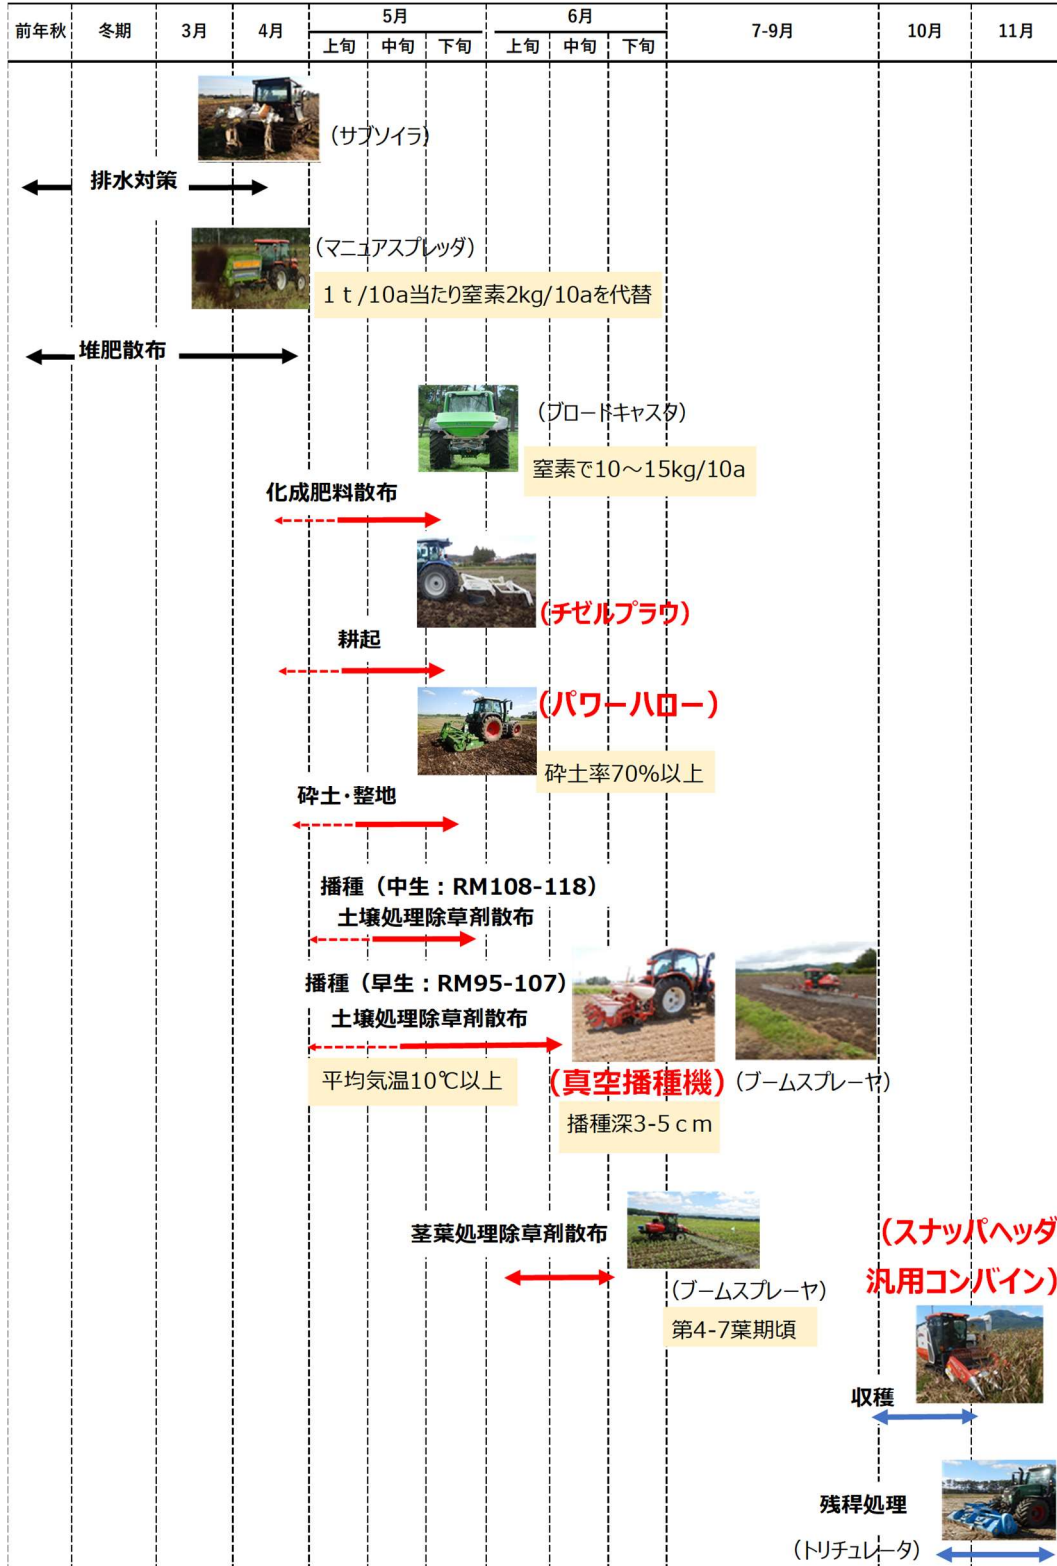 前年秋 冬期 3月 4月 5月 6月 7-9月 10月 11月
上旬 中旬 下旬 上旬 中旬 下旬
（サブソイラ）
排水対策
（マニュアスプレッダ）
1ｔ/10a当たり窒素2kg/10aを代替
堆肥散布
（ブロードキャスタ）
窒素で10～15kg/10a
化成肥料散布
（チゼルプラウ）
耕起
（パワーハロー）
砕土率70%以上
砕土・整地
播種（中生：RM108-118）
土壌処理除草剤散布
播種（早生：RM95-107）
土壌処理除草剤散布
平均気温10℃以上
（真空播種機）
（ブームスプレーヤ）
播種深3-5ｃｍ
茎葉処理除草剤散布
（ブームスプレーヤ）
第4-7葉期頃
（スナッパヘッダ
汎用コンバイン）
収穫
残稈処理
（トリチュレータ）